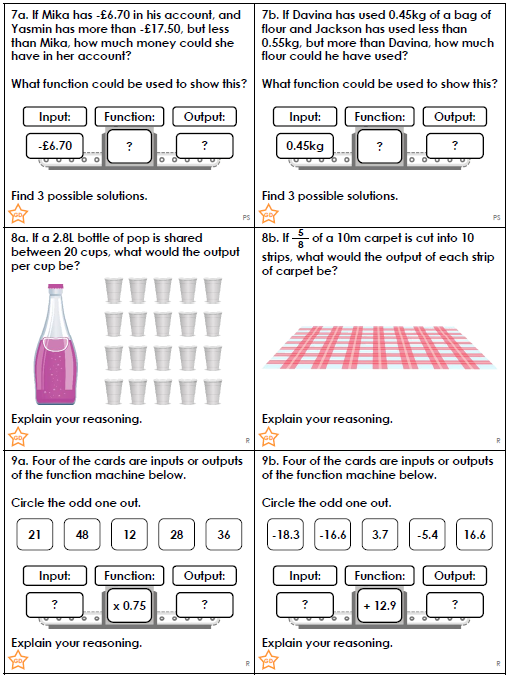 7a. If Mika has -£6.70 in his account, and
Yasmin has more than -£17.50, but less
than Mika, how much money could she
have in her account?
What function could be used to show this?
Input:
Function:
Output:
-£6.70
?
?
Find 3 possible solutions.
GD
PS
7b. If Davina has used 0.45kg of a bag of
flour and Jackson has used less than
0.55kg, but more than Davina, how much
flour could he have used?
What function could be used to show this?
Input:
Function:
Output:
0.45kg
?
?
Find 3 possible solutions.
GD
PS
8a. If a 2.8L bottle of pop is shared
between 20 cups, what would the output
per cup be?
Explain your reasoning.
GD
R
8b. If 5/8 of a 10m carpet is cut into 10
strips, what would the output of each strip
of carpet be?
Explain your reasoning.
GD
R
9a. Four of the cards are inputs or outputs
of the function machine below.
Circle the odd one out.
21 48 12 28 36
Input:
Function:
Output:
?
x 0.75
?
Explain your reasoning.
GD
R
9b. Four of the cards are inputs or outputs
of the function machine below.
Circle the odd one out.
-18.3 -16.6 3.7 -5.4 16.6
Input:
Function:
Output:
?
+ 12.9
?
Explain your reasoning.
GD
R